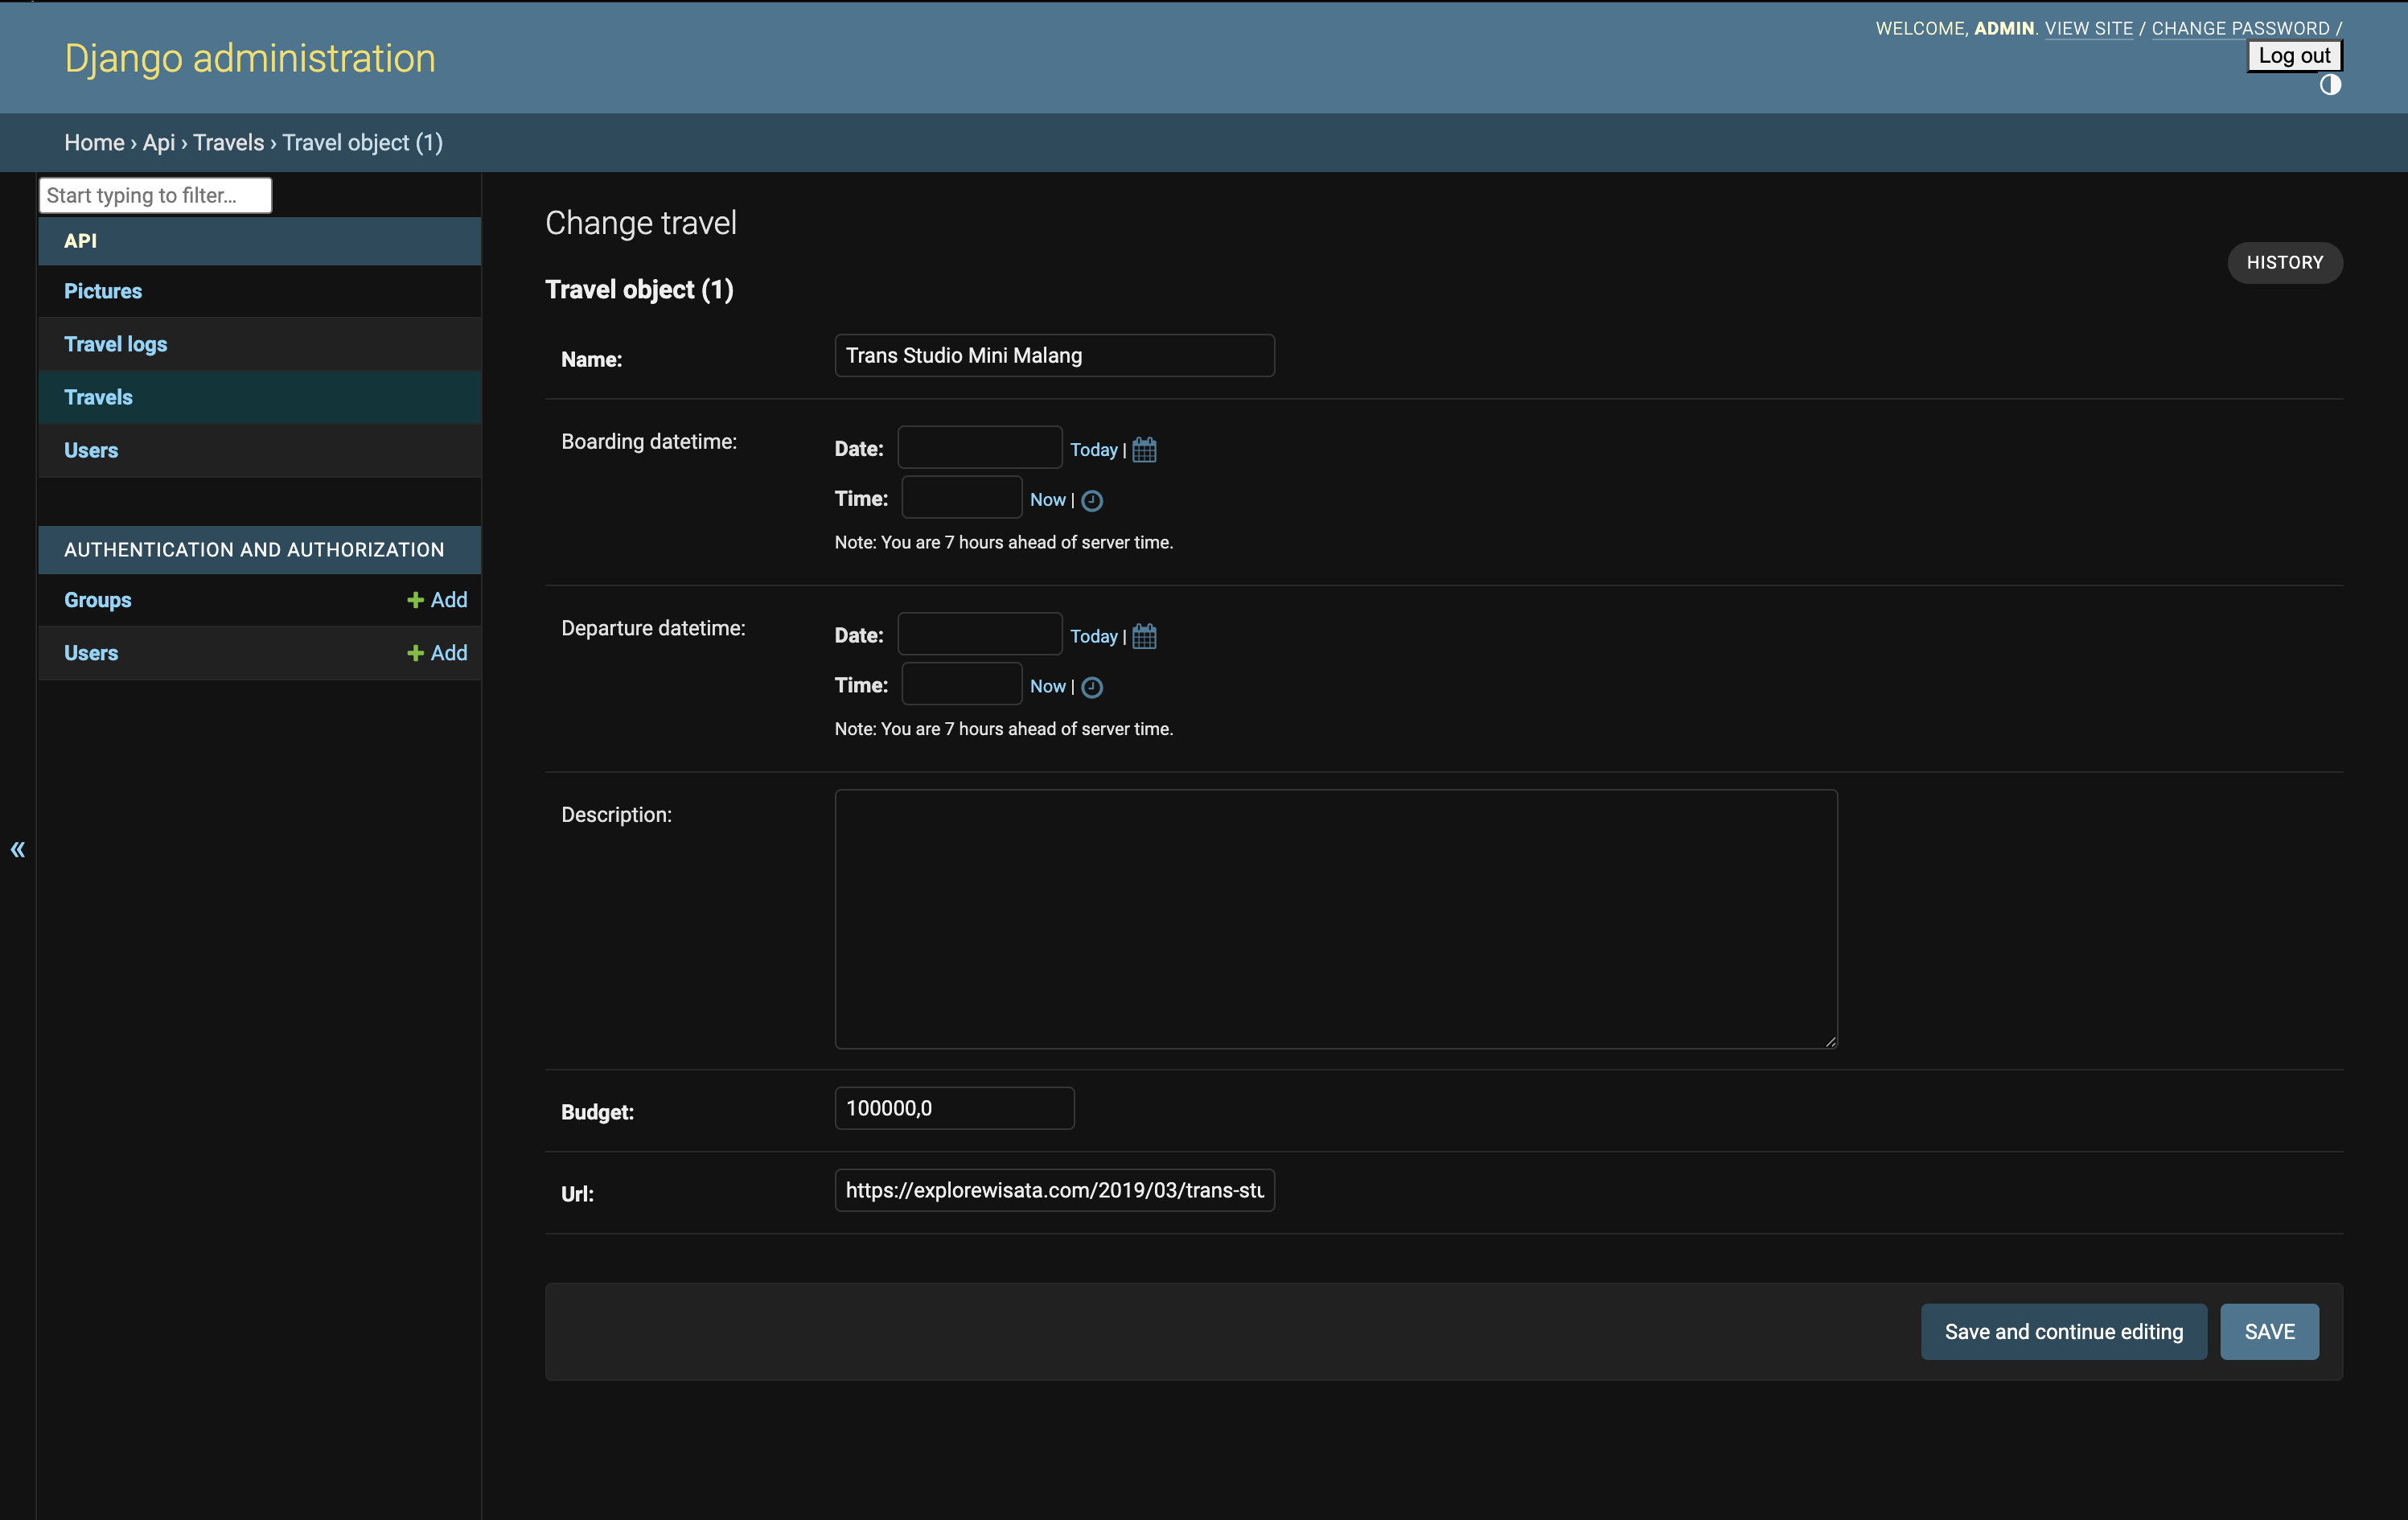 Django administration
WELCOME, ADMIN. VIEW SITE / CHANGE PASSWORD /
Log out
Home › Api › Travels › Travel object (1)
Start typing to filter...
API
Pictures
Travel logs
Travels
Users
AUTHENTICATION AND AUTHORIZATION
Groups + Add
Users + Add
«
Change travel
HISTORY
Travel object (1)
Name: Trans Studio Mini Malang
Boarding datetime: Date: Today |
Time: Now |
Note: You are 7 hours ahead of server time.
Departure datetime: Date: Today |
Time: Now |
Note: You are 7 hours ahead of server time.
Description:
Budget: 100000,0
Url: https://explorewisata.com/2019/03/trans-stu
Save and continue editing SAVE